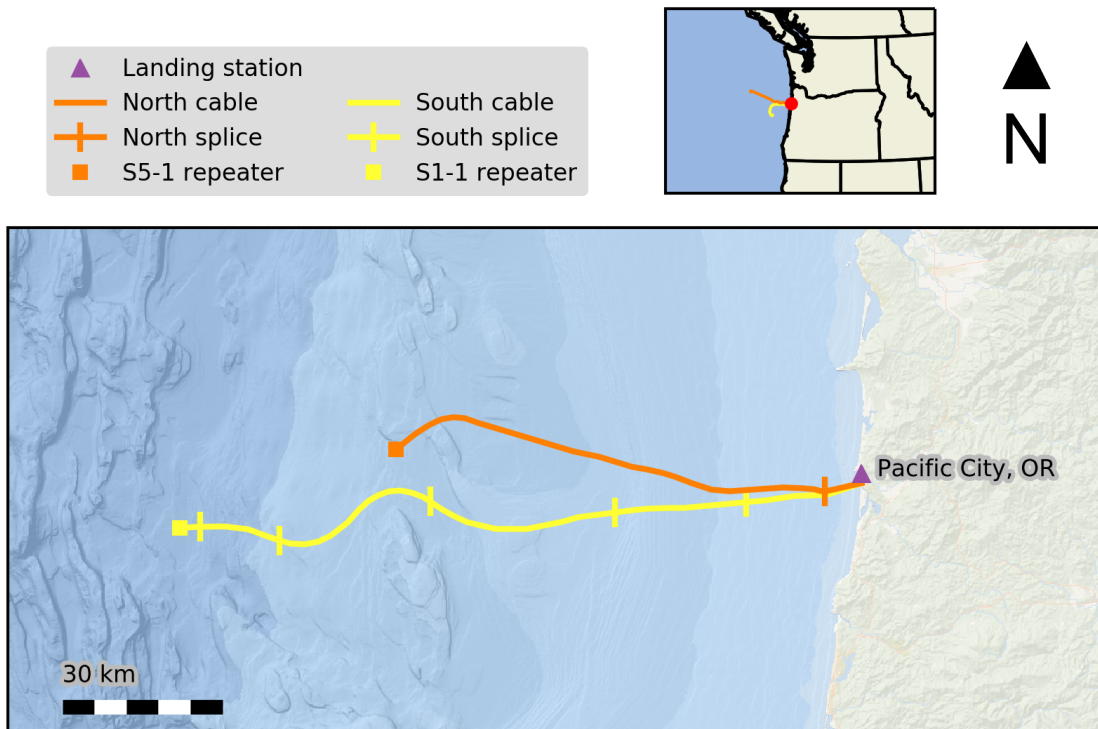 Landing station
North cable
South cable
North splice
South splice
S5-1 repeater
S1-1 repeater
N
Pacific City, OR
30 km